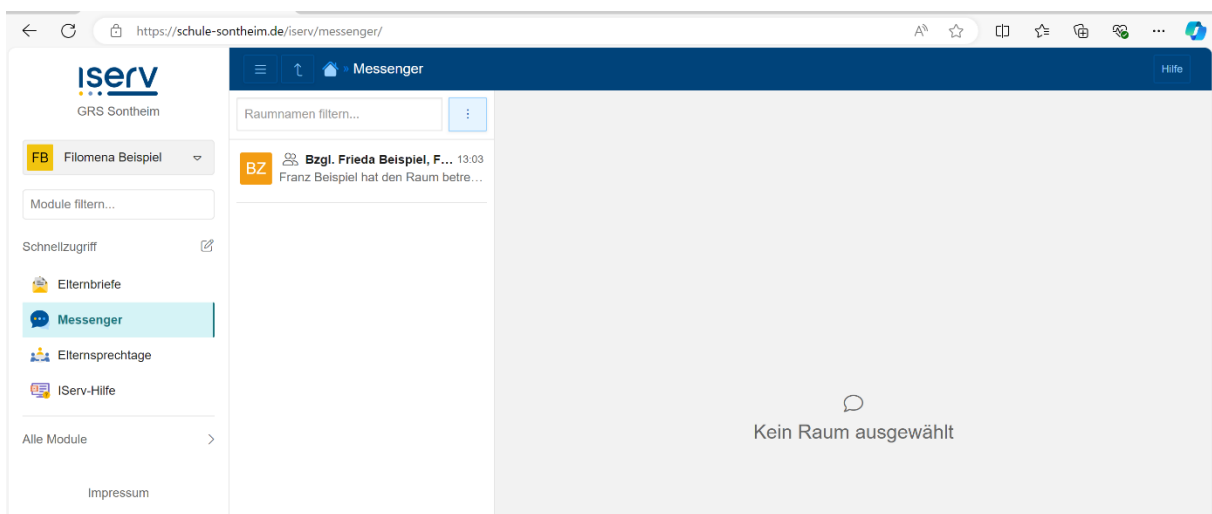 https://schule-sontheim.de/iserv/messenger/
Iserv
GRS Sontheim
FB Filomena Beispiel
Module filtern...
Schnellzugriff
Elternbriefe
Messenger
Elternsprechtage
IServ-Hilfe
Alle Module
Impressum
» Messenger
Hilfe
Raumnamen filtern...
BZ
Bzgl. Frieda Beispiel, F... 13:03
Franz Beispiel hat den Raum betre...
Kein Raum ausgewählt